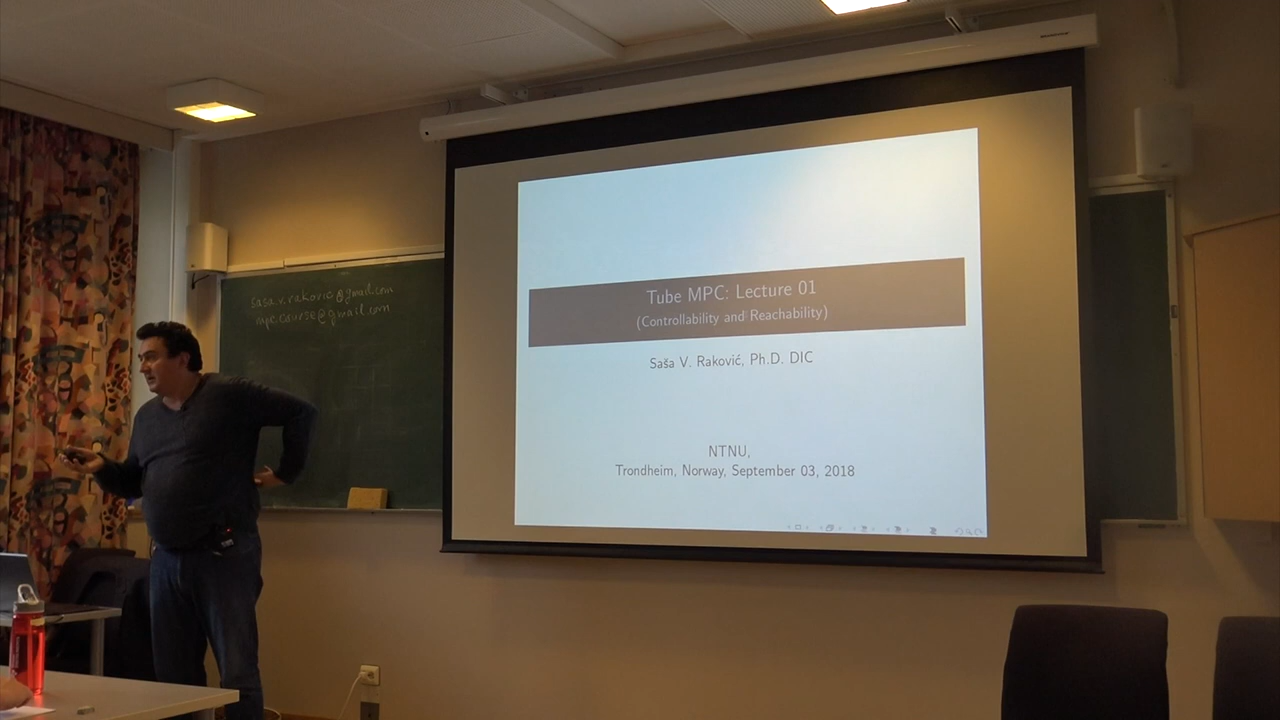 sasa.v.rakovic@gmail.com
mpc.course@gmail.com
Tube MPC: Lecture 01
(Controllability and Reachability)
Saša V. Raković, Ph.D. DIC
NTNU,
Trondheim, Norway, September 03, 2018